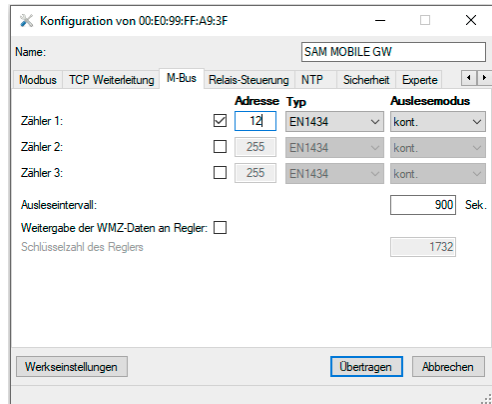 Konfiguration von 00:E0:99:FF:A9:3F
Name: SAM MOBILE GW
Modbus TCP Weiterleitung M-Bus Relais-Steuerung NTP Sicherheit Experte
Adresse Typ Auslesemodus
Zähler 1: 12 EN1434 kont.
Zähler 2: 255 EN1434 kont.
Zähler 3: 255 EN1434 kont.
Ausleseintervall: 900 Sek.
Weitergabe der WMZ-Daten an Regler:
Schlüsselzahl des Reglers 1732
Werkseinstellungen Übertragen Abbrechen